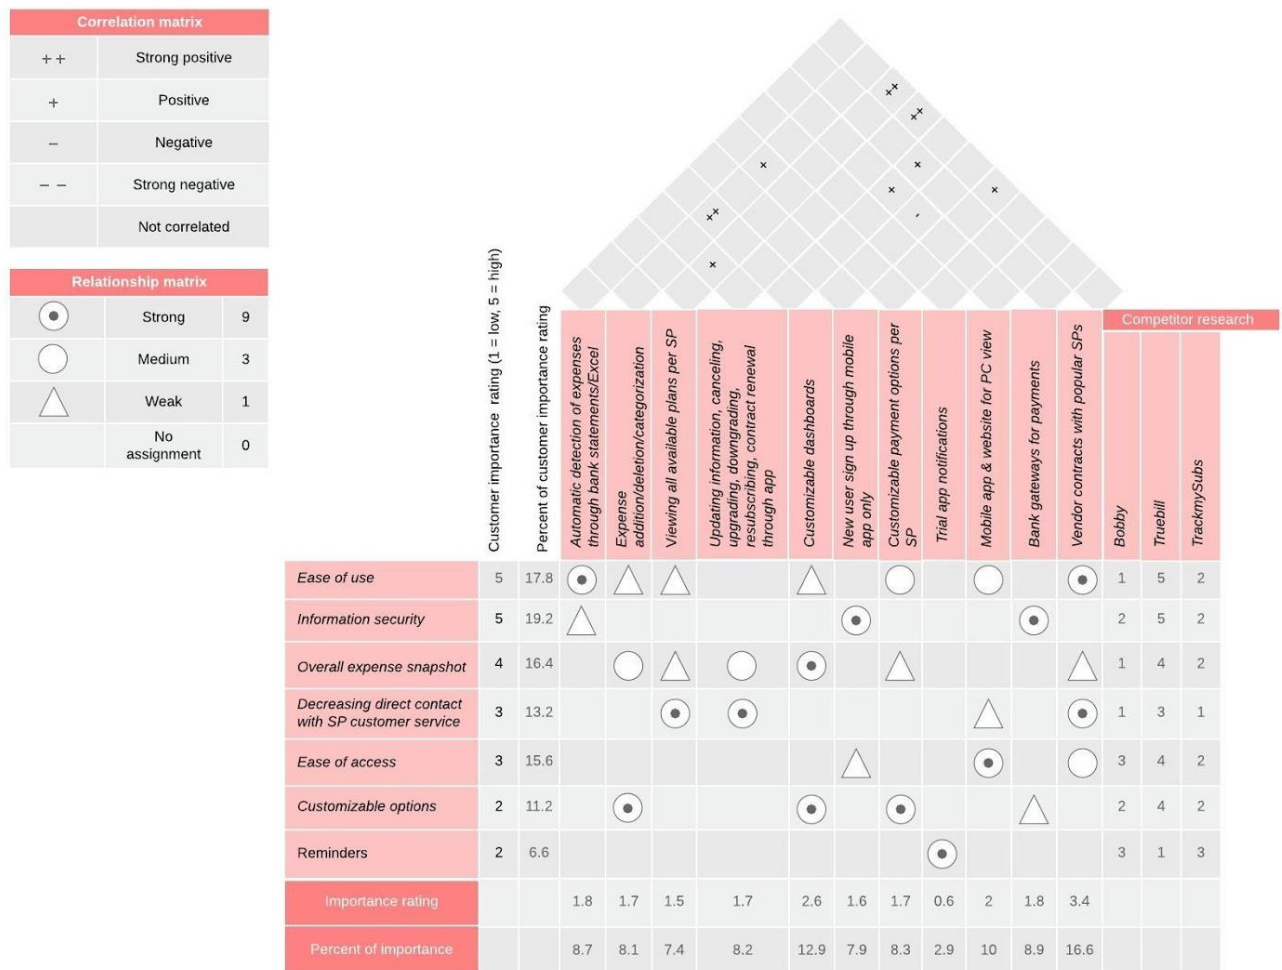 Correlation matrix
++ Strong positive
+ Positive
− Negative
− − Strong negative
Not correlated
Relationship matrix
Strong 9
Medium 3
Weak 1
No
assignment 0
Customer importance rating (1 = low, 5 = high)
Percent of customer importance rating
Automatic detection of expenses
through bank statements/Excel
Expense
addition/deletion/categorization
Viewing all available plans per SP
Updating information, canceling,
upgrading, downgrading,
resubscribing, contract renewal
through app
Customizable dashboards
New user sign up through mobile
app only
Customizable payment options per
SP
Trial app notifications
Mobile app & website for PC view
Bank gateways for payments
Vendor contracts with popular SPs
Competitor research
Bobby
Truebill
TrackmySubs
Ease of use 5 17.8 1 5 2
Information security 5 19.2 2 5 2
Overall expense snapshot 4 16.4 1 4 2
Decreasing direct contact
with SP customer service 3 13.2 1 3 1
Ease of access 3 15.6 3 4 2
Customizable options 2 11.2 2 4 2
Reminders 2 6.6 3 1 3
Importance rating 1.8 1.7 1.5 1.7 2.6 1.6 1.7 0.6 2 1.8 3.4
Percent of importance 8.7 8.1 7.4 8.2 12.9 7.9 8.3 2.9 10 8.9 16.6